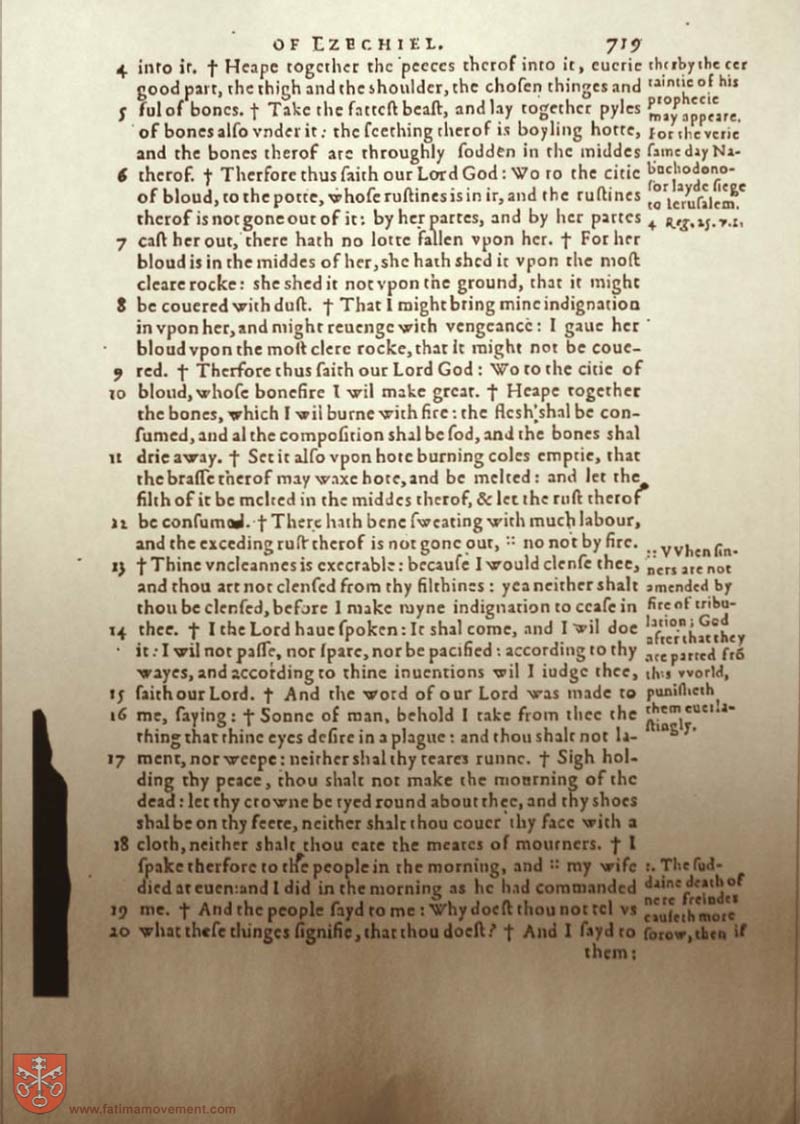 OF EZECHIEL. 719
4 into it. † Heape together the peeces therof into it, euerie
good part, the thigh and the shoulder, the chosen thinges and
5 ful of bones. † Take the fattest beast, and lay together pyles
of bones also vnder it: the seething therof is boyling hotte,
and the bones therof are throughly sodden in the middes
6 therof. † Therfore thus saith our Lord God: Wo to the citie
of bloud, to the potte, whose rustines is in it, and the rustines
therof is not gone out of it: by her partes, and by her partes
7 cast her out, there hath no lotte fallen vpon her. † For her
bloud is in the middes of her, she hath shed it vpon the most
cleare rocke: she shed it not vpon the ground, that it might
8 be couered with dust. † That I might bring mine indignation
in vpon her, and might reuenge with vengeance: I gaue her
bloud vpon the most clere rocke, that it might not be coue-
9 red. † Therfore thus saith our Lord God: Wo to the citie of
10 bloud, whose bonefire I wil make great. † Heape together
the bones, which I wil burne with fire: the flesh shal be con-
sumed, and al the composition shal be sod, and the bones shal
11 drie away. † Set it also vpon hote burning coles emptie, that
the brasse therof may waxe hote, and be melted: and let the
filth of it be melted in the middes therof, & let the rust therof
12 be consumed. † There hath bene sweating with much labour,
and the exceding rust therof is not gone out, :: no not by fire.
13 † Thine vncleannes is execrable: because I would clense thee,
and thou art not clensed from thy filthines: yea neither shalt
thou be clensed, before I make myne indignation to cease in
14 thee. † I the Lord haue spoken: It shal come, and I wil doe
it: I wil not passe, nor spare, nor be pacified: according to thy
wayes, and according to thine inuentions wil I iudge thee,
15 saith our Lord. † And the word of our Lord was made to
16 me, saying: † Sonne of man, behold I take from thee the
thing that thine eyes desire in a plague: and thou shalt not la-
17 ment, nor weepe: neither shal thy teares runne. † Sigh hol-
ding thy peace, thou shalt not make the mourning of the
dead: let thy crowne be tyed round about thee, and thy shoes
shal be on thy feete, neither shalt thou couer thy face with a
18 cloth, neither shalt thou eate the meates of mourners. † I
spake therfore to the people in the morning, and :: my wife
died at euen: and I did in the morning as he had commanded
19 me. † And the people sayd to me: Why doest thou not tel vs
20 what these thinges signifie, that thou doest? † And I sayd to
them:
therby the cer
taintie of his
prophecie
may appeare.
For the verie
same day Na-
buchodono-
sor layde siege
to Ierusalem.
4 Reg. 25. v. 1.
:: VVhen sin-
ners are not
amended by
fire of tribu-
lation; God
after that they
are parted frõ
this vvorld,
punisheth
them euerla-
stingly.
:. The sud-
daine death of
nere freindes
causeth more
sorow, then if
www.fatimamovement.com